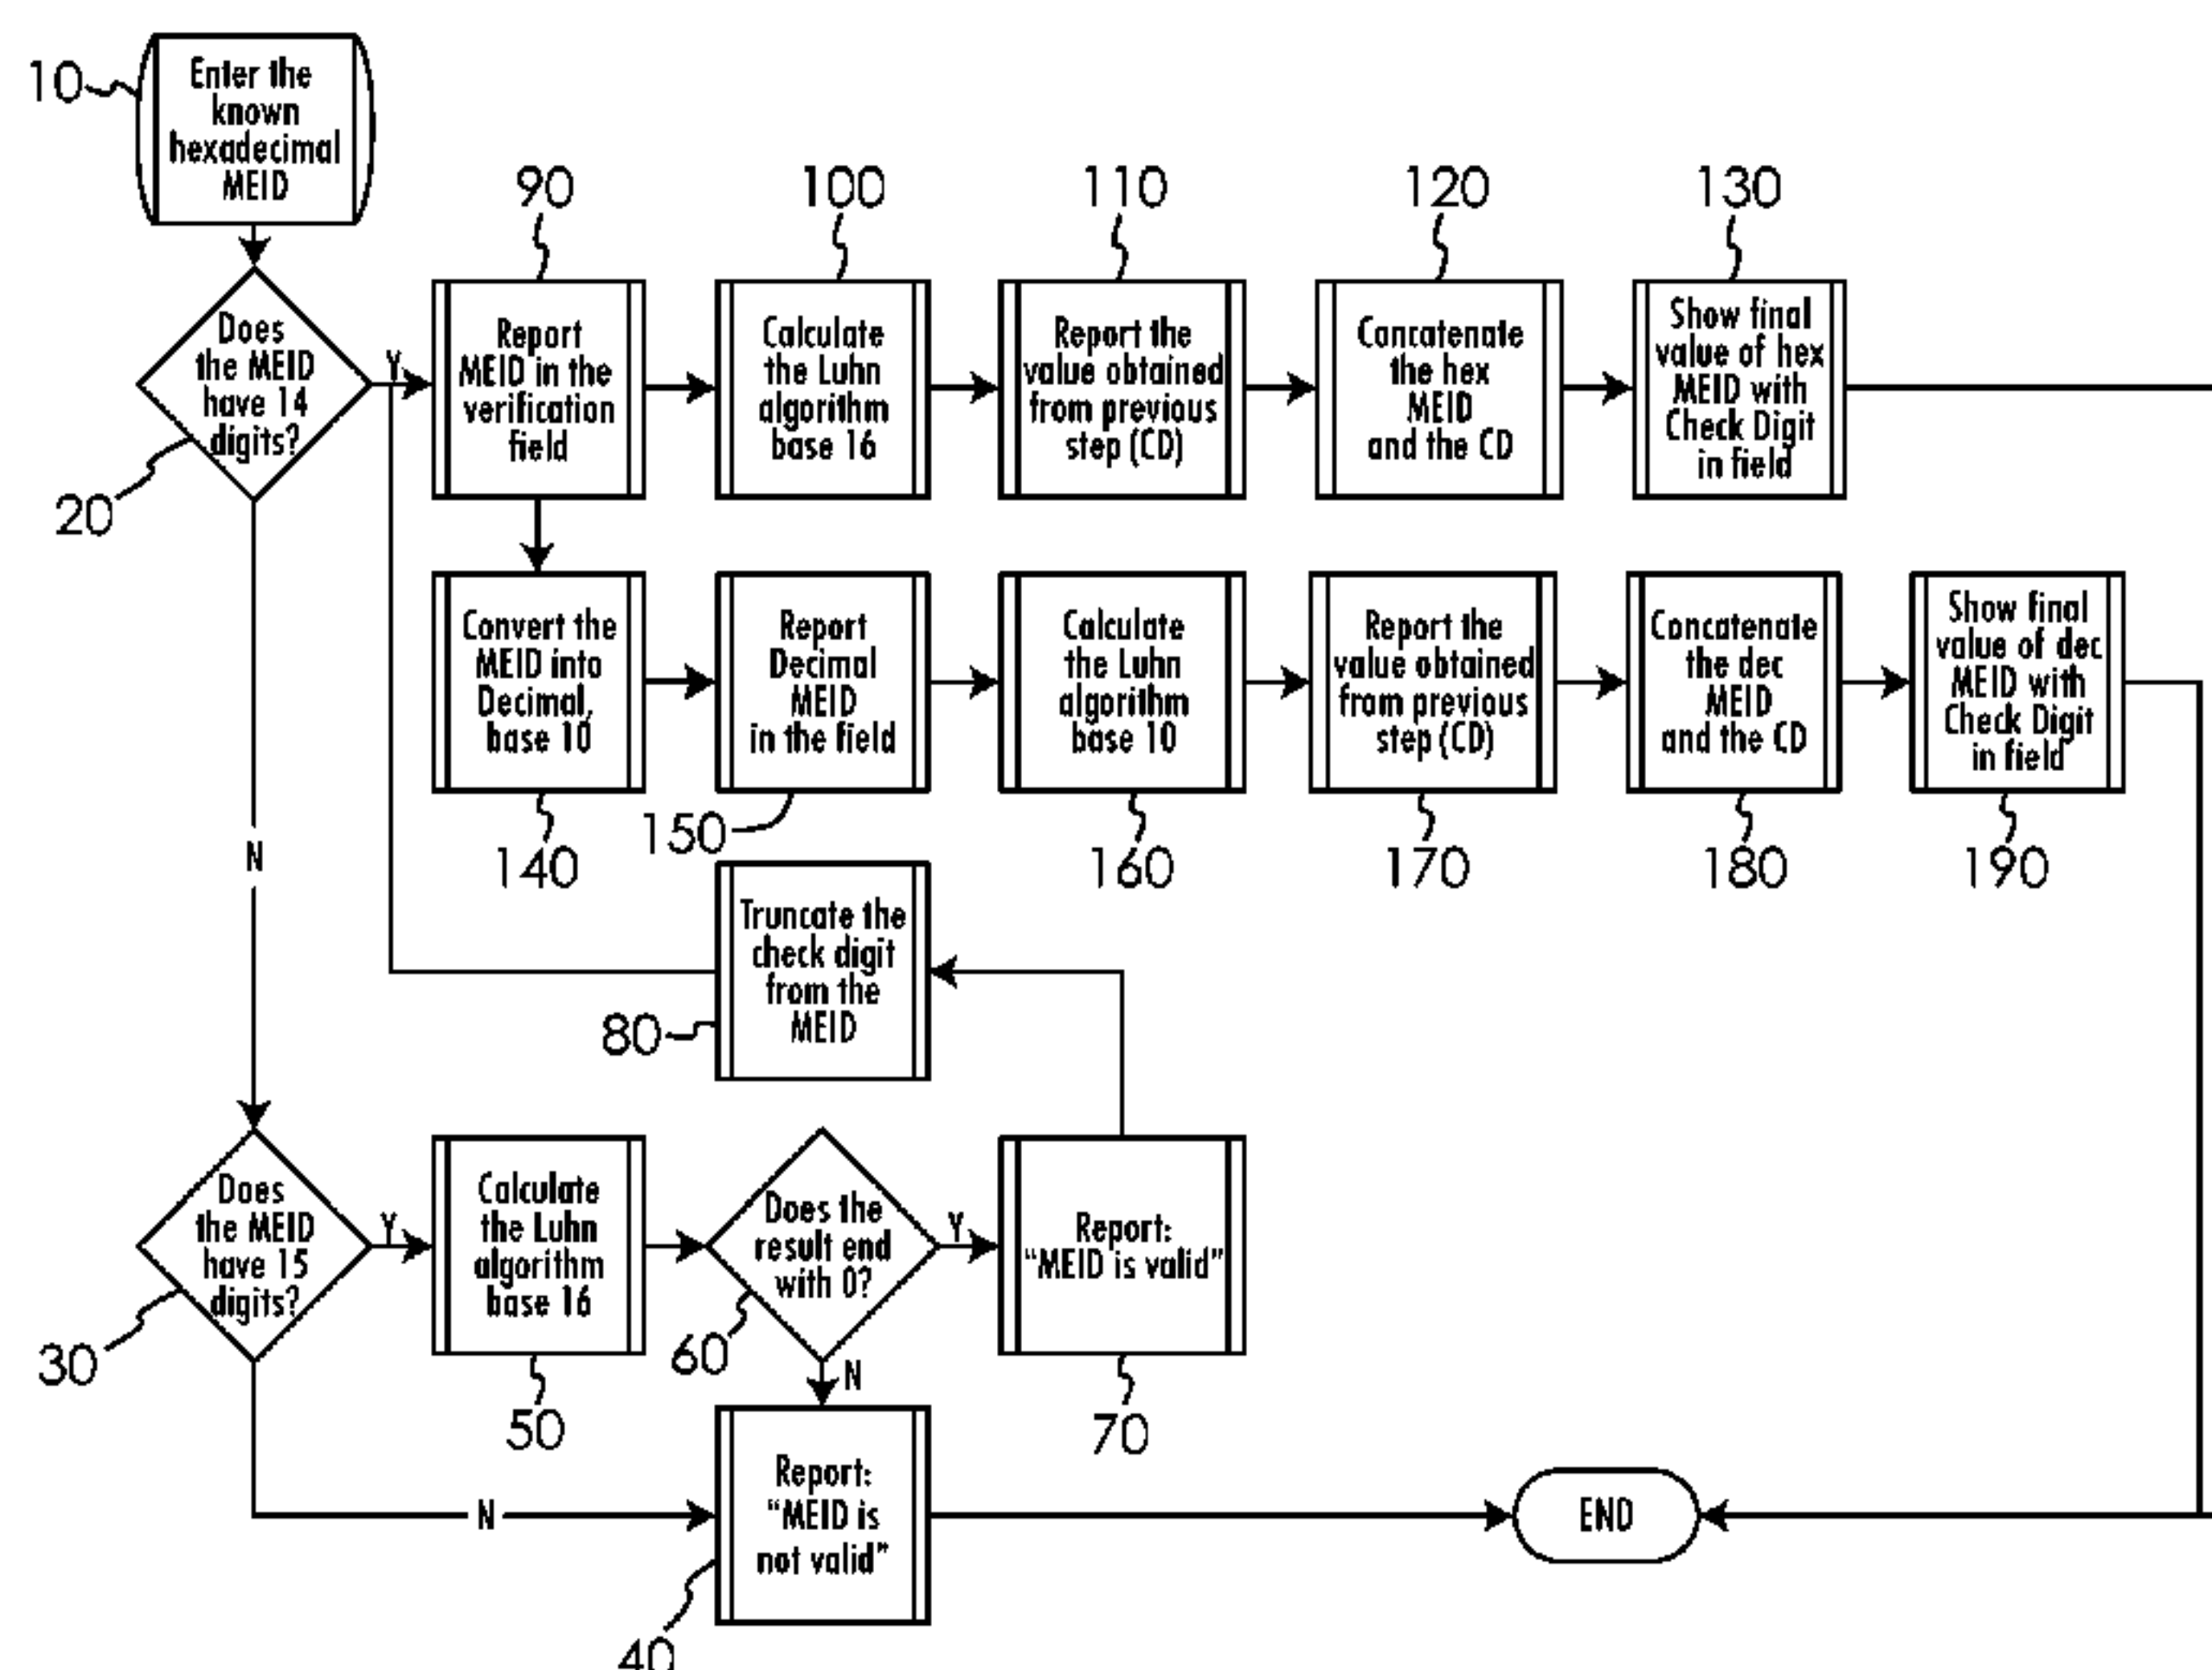 10
Enter the
known
hexadecimal
MEID
90
100
110
120
130
Does
the MEID
have 14
digits?
Y
20
Report
MEID in the
verification
field
Calculate
the Luhn
algorithm
base 16
Report the
value obtained
from previous
step (CD)
Concatenate
the hex
MEID
and the CD
Show final
value of hex
MEID with
Check Digit
in field
Convert the
MEID into
Decimal,
base 10
Report
Decimal
MEID
in the field
Calculate
the Luhn
algorithm
base 10
Report the
value obtained
from previous
step (CD)
Concatenate
the dec
MEID
and the CD
Show final
value of dec
MEID with
Check Digit
in field
N
140
150
160
170
180
190
Truncate the
check digit
from the
MEID
80
Does
the MEID
have 15
digits?
Y
30
Calculate
the Luhn
algorithm
base 16
50
Does the
result end
with 0?
Y
60
N
Report:
“MEID is valid”
70
N
Report:
“MEID is
not valid”
40
END